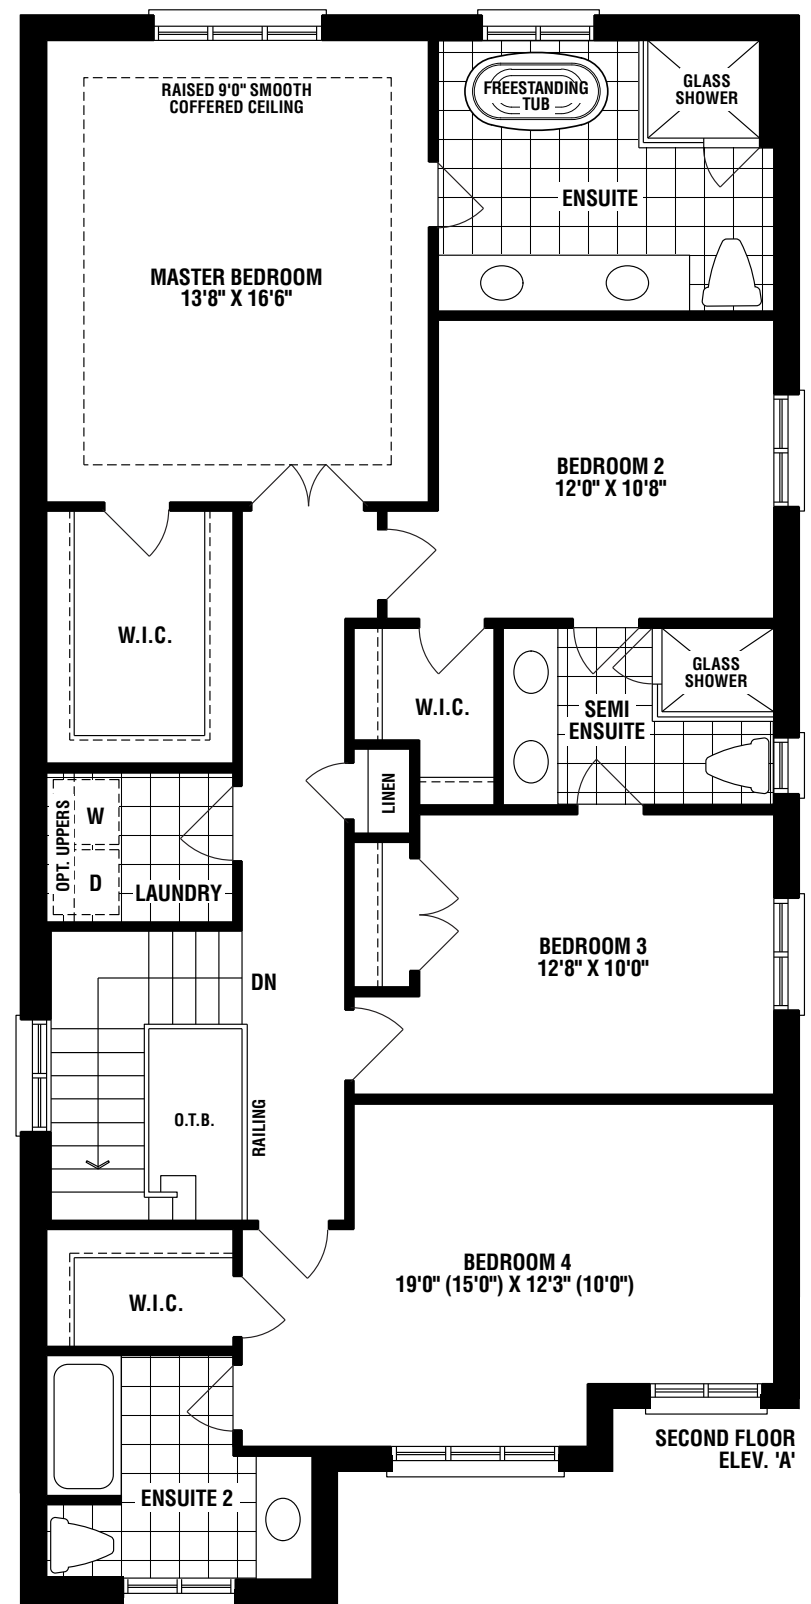 RAISED 9'0" SMOOTH
COFFERED CEILING
FREESTANDING
TUB
GLASS
SHOWER
ENSUITE
MASTER BEDROOM
13'8" X 16'6"
BEDROOM 2
12'0" X 10'8"
W.I.C.
GLASS
SHOWER
W.I.C.
SEMI
ENSUITE
LINEN
OPT. UPPERS
W
D
LAUNDRY
BEDROOM 3
12'8" X 10'0"
DN
O.T.B.
RAILING
BEDROOM 4
19'0" (15'0") X 12'3" (10'0")
W.I.C.
SECOND FLOOR
ELEV. 'A'
ENSUITE 2